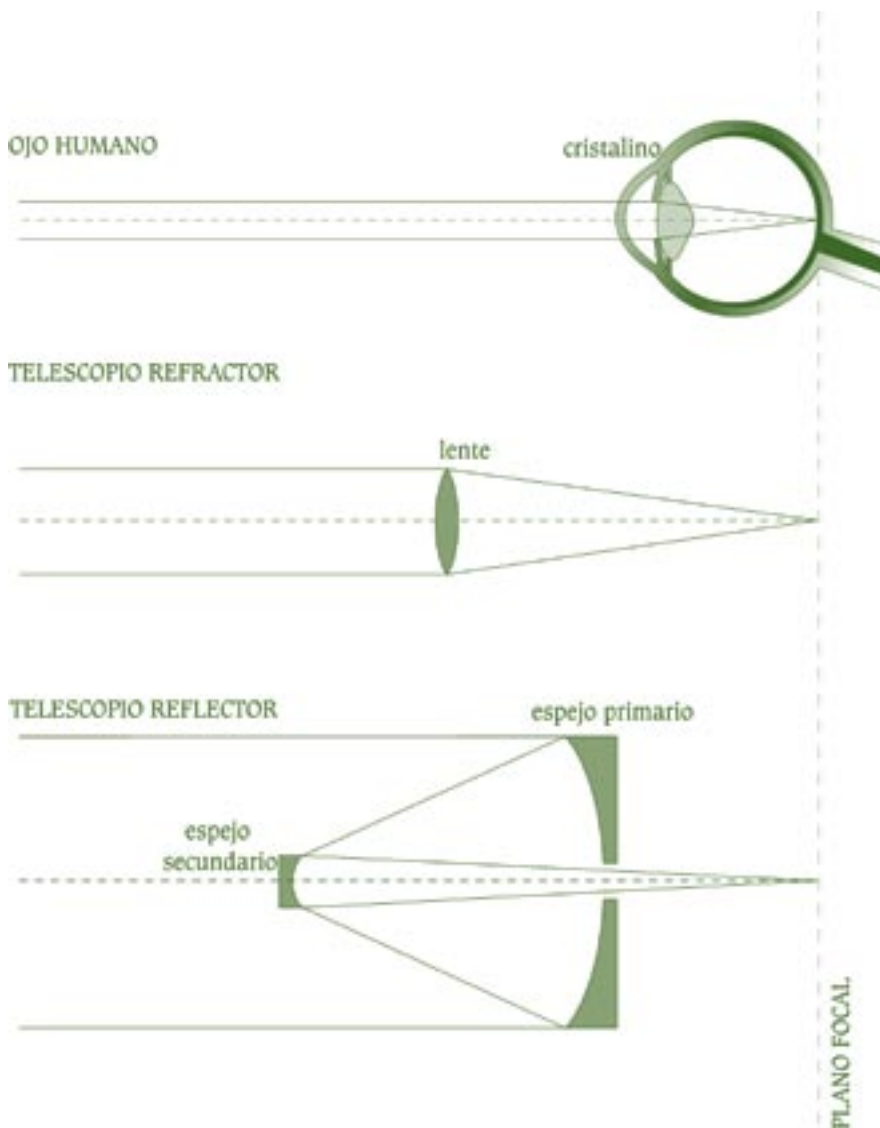 OJO HUMANO
cristalino
TELESCOPIO REFRACTOR
lente
TELESCOPIO REFLECTOR
espejo primario
espejo
secundario
PLANO FOCAL